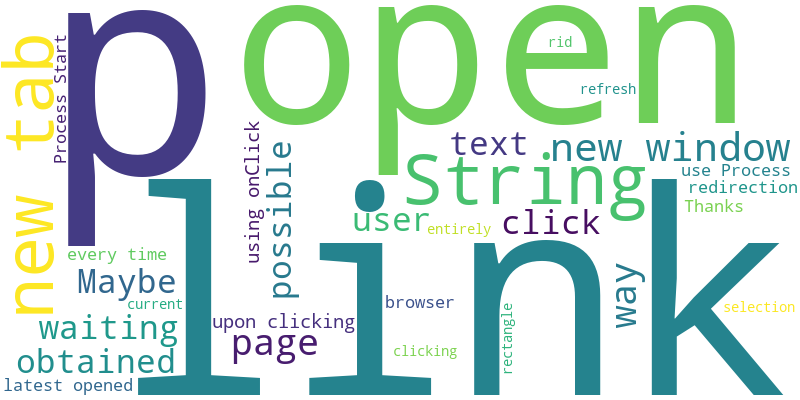 p
open
link
new tab
Process Start
rid
refresh
String
text
new window
use Process
redirection
Thanks
possible
using onClick
user
entirely
click
every time
Maybe
current
waiting
obtained
latest opened
upon clicking
page
browser
clicking
rectangle
way
selection